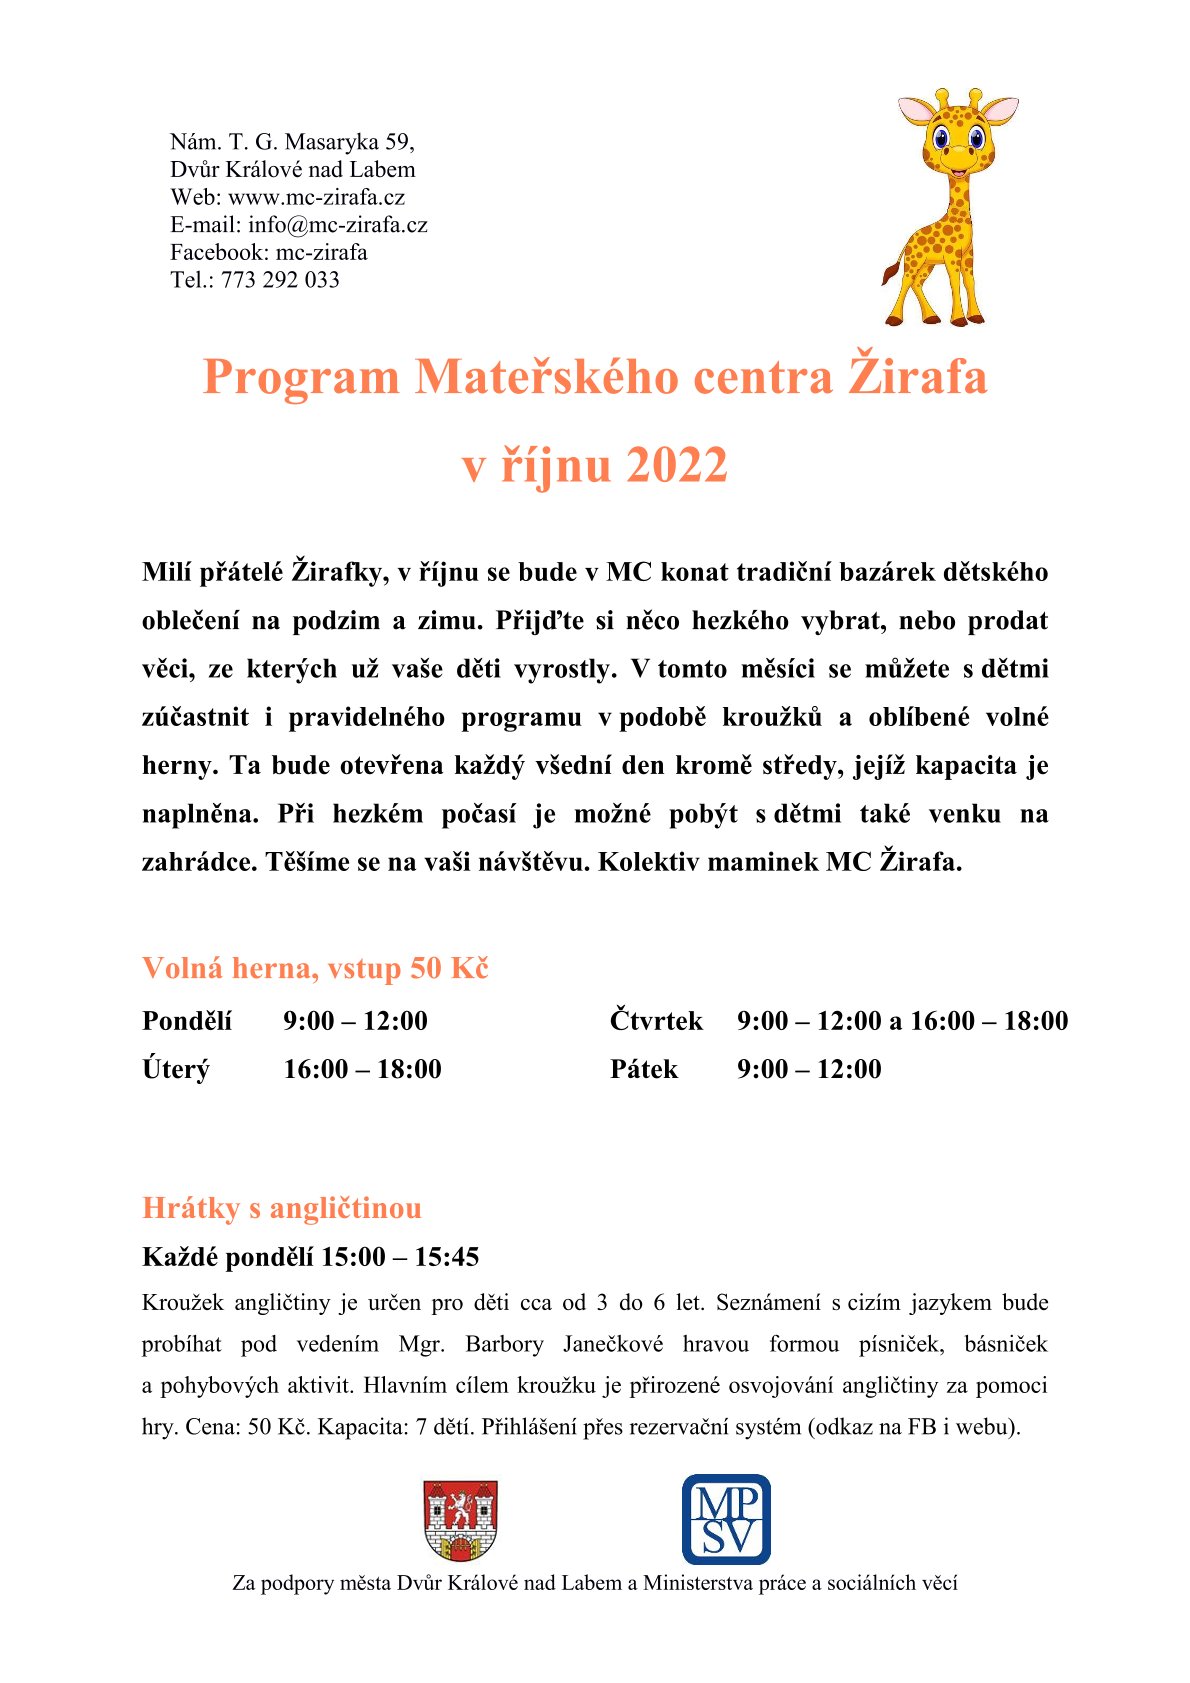 Nám. T. G. Masaryka 59,
Dvůr Králové nad Labem
Web: www.mc-zirafa.cz
E-mail: info@mc-zirafa.cz
Facebook: mc-zirafa
Tel.: 773 292 033
Program Mateřského centra Žirafa
v říjnu 2022
Milí přátelé Žirafky, v říjnu se bude v MC konat tradiční bazárek dětského
oblečení na podzim a zimu. Přijďte si něco hezkého vybrat, nebo prodat
věci, ze kterých už vaše děti vyrostly. V tomto měsíci se můžete s dětmi
zúčastnit i pravidelného programu v podobě kroužků a oblíbené volné
herny. Ta bude otevřena každý všední den kromě středy, jejíž kapacita je
naplněna. Při hezkém počasí je možné pobýt s dětmi také venku na
zahrádce. Těšíme se na vaši návštěvu. Kolektiv maminek MC Žirafa.
Volná herna, vstup 50 Kč
Pondělí 9:00 – 12:00 Čtvrtek 9:00 – 12:00 a 16:00 – 18:00
Úterý 16:00 – 18:00 Pátek 9:00 – 12:00
Hrátky s angličtinou
Každé pondělí 15:00 – 15:45
Kroužek angličtiny je určen pro děti cca od 3 do 6 let. Seznámení s cizím jazykem bude
probíhat pod vedením Mgr. Barbory Janečkové hravou formou písniček, básniček
a pohybových aktivit. Hlavním cílem kroužku je přirozené osvojování angličtiny za pomoci
hry. Cena: 50 Kč. Kapacita: 7 dětí. Přihlášení přes rezervační systém (odkaz na FB i webu).
MP
SV
Za podpory města Dvůr Králové nad Labem a Ministerstva práce a sociálních věcí